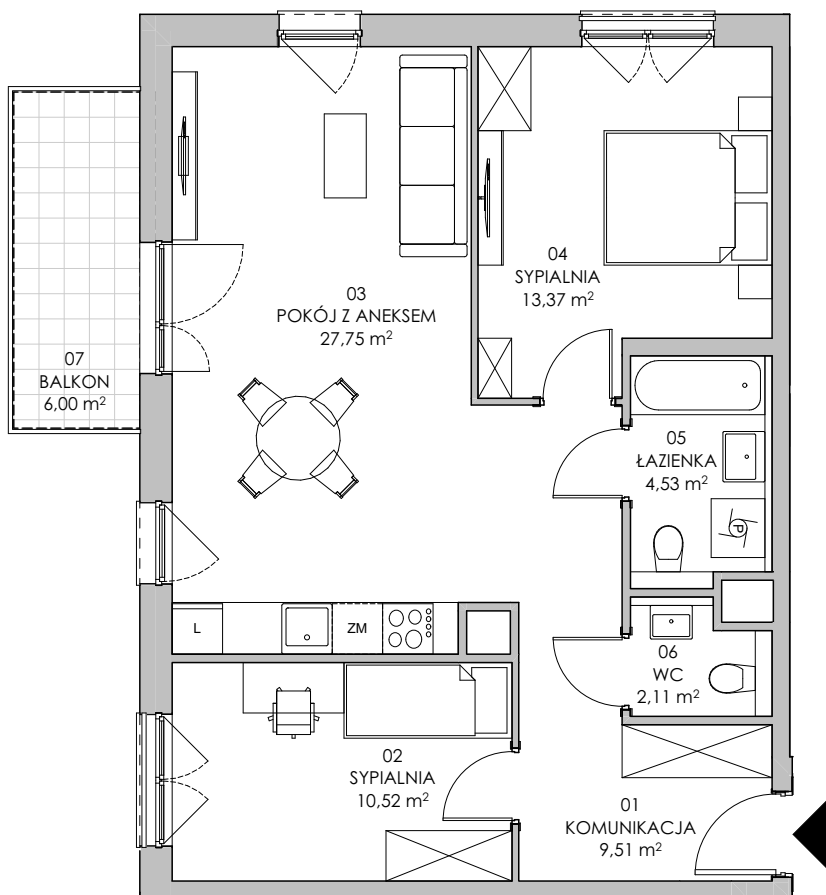 04
SYPIALNIA
13,37 m²
03
POKÓJ Z ANEKSEM
27,75 m²
07
BALKON
6,00 m²
05
ŁAZIENKA
4,53 m²
P
L
ZM
06
WC
2,11 m²
02
SYPIALNIA
10,52 m²
01
KOMUNIKACJA
9,51 m²